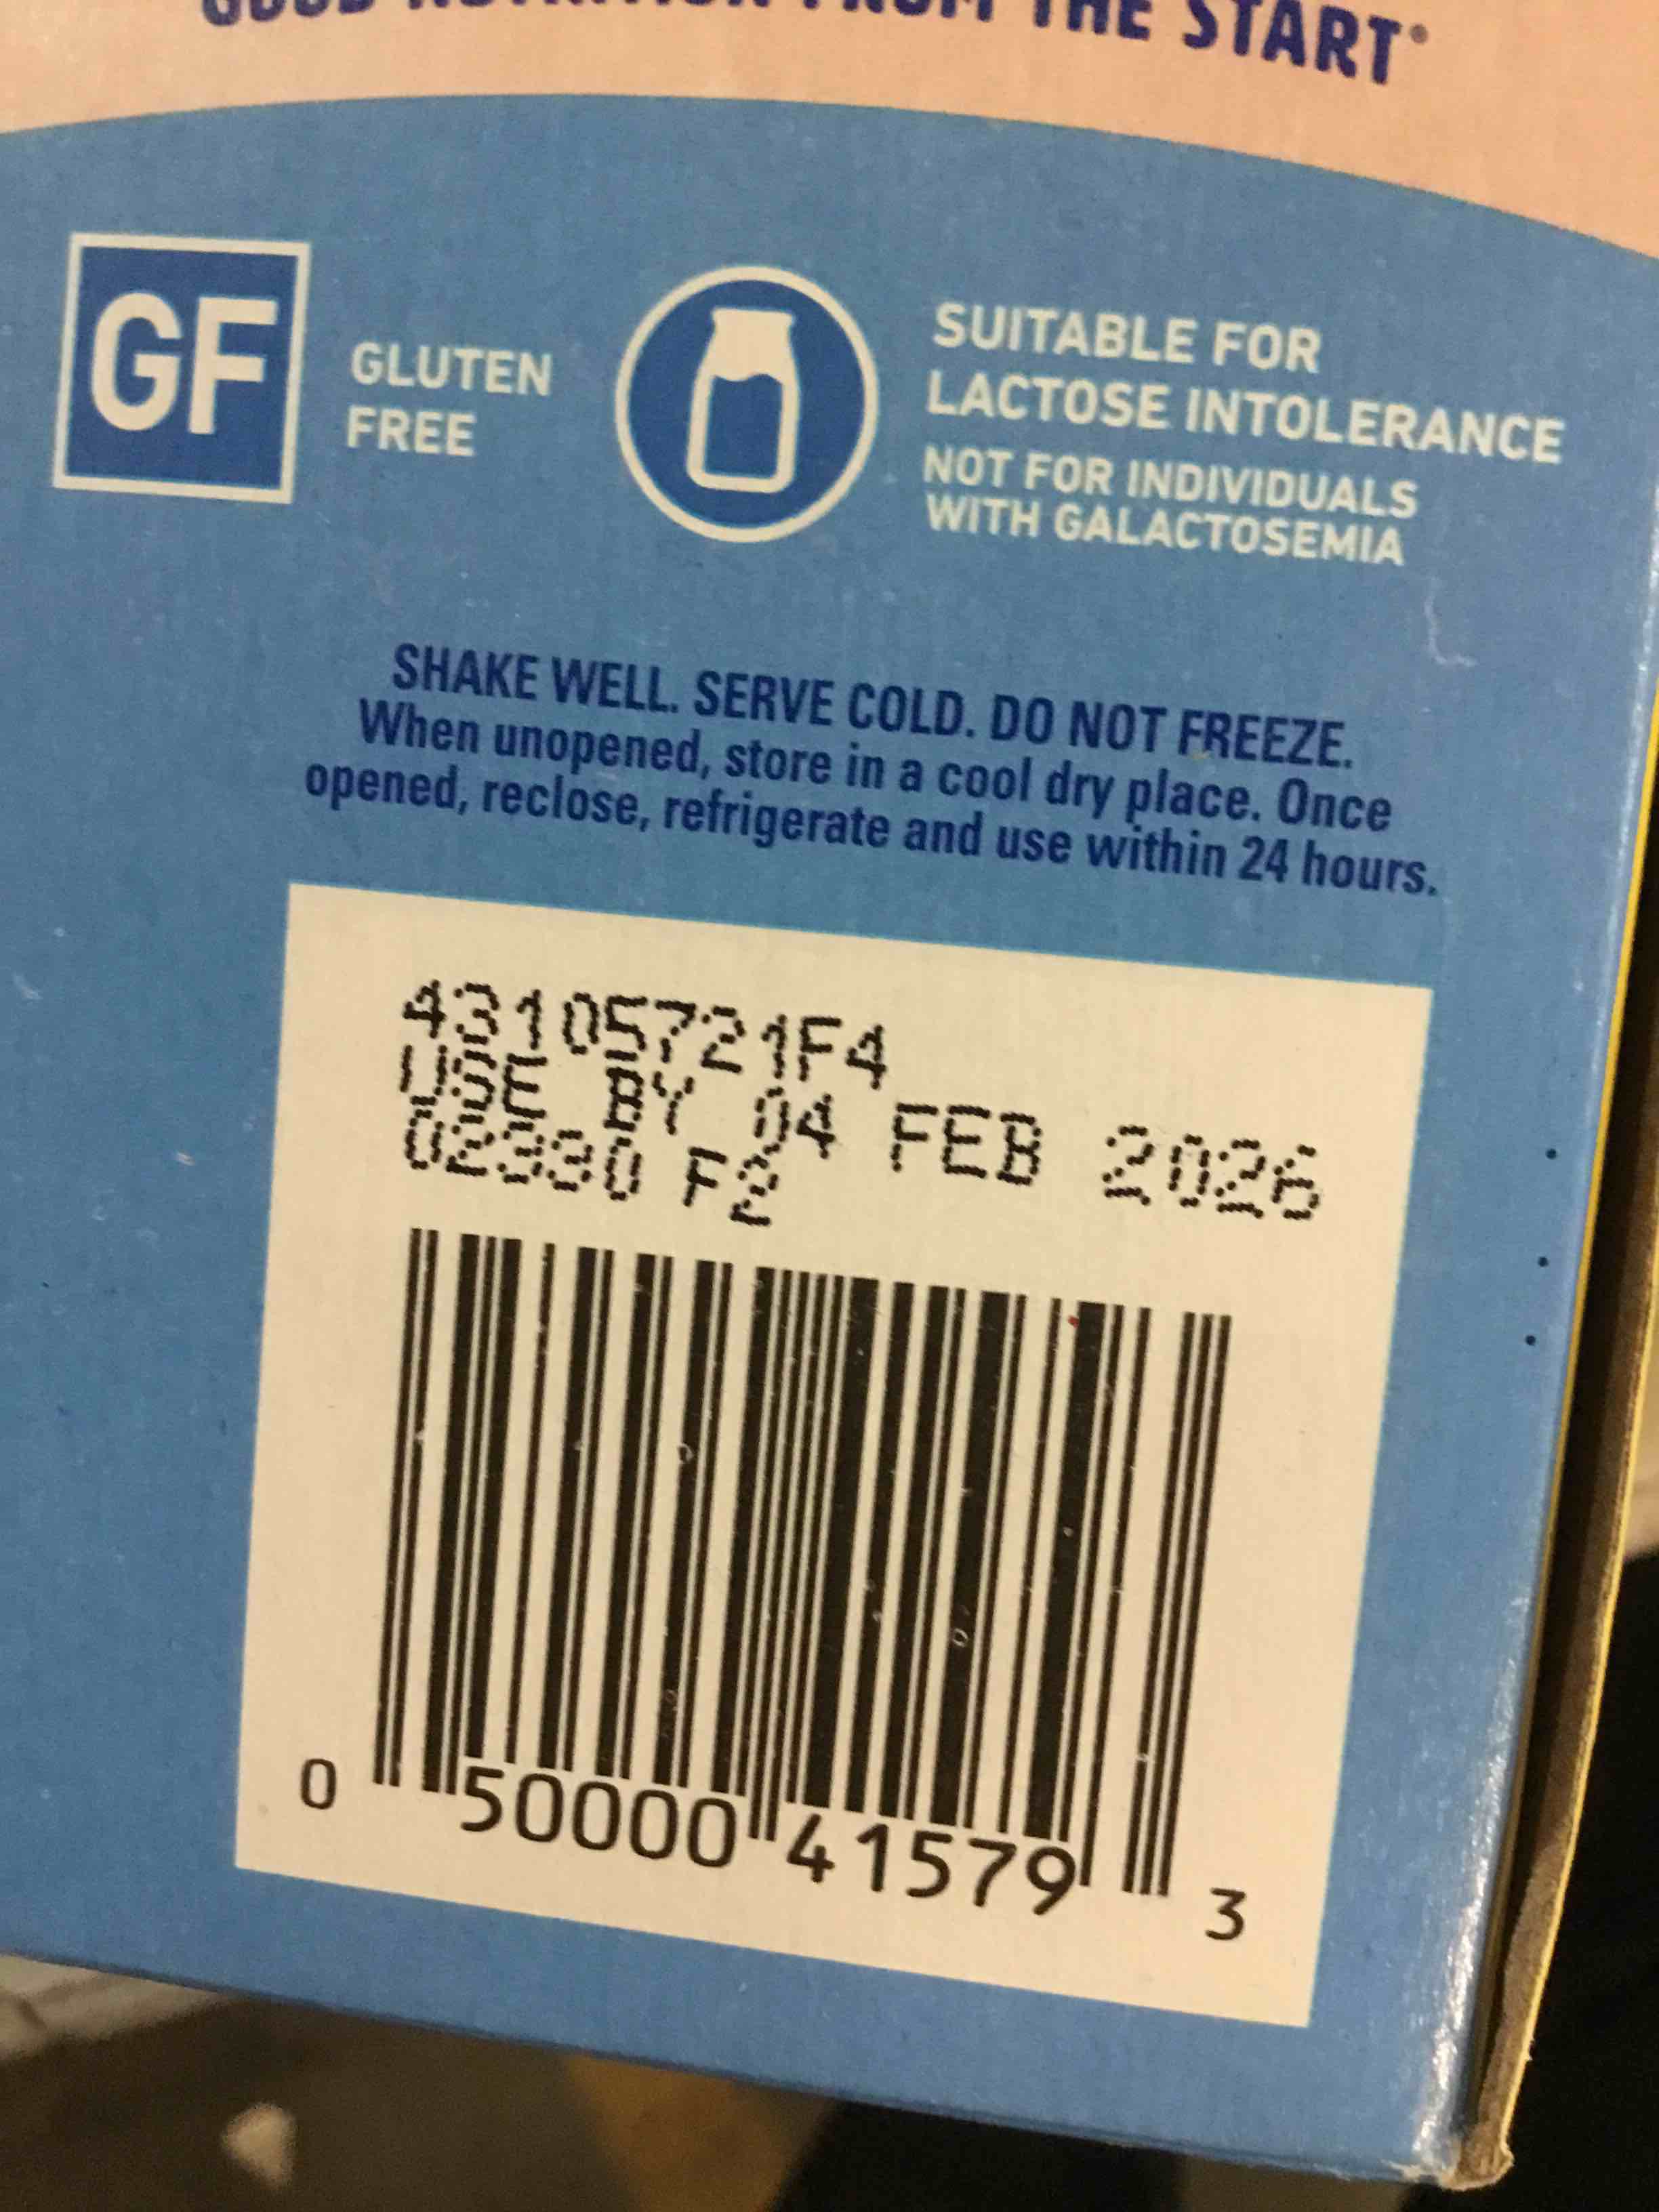 GOOD NUTRITION FROM THE START®
GF
GLUTEN
FREE
SUITABLE FOR
LACTOSE INTOLERANCE
NOT FOR INDIVIDUALS
WITH GALACTOSEMIA
SHAKE WELL. SERVE COLD. DO NOT FREEZE.
When unopened, store in a cool dry place. Once
opened, reclose, refrigerate and use within 24 hours.
43105721F4
USE BY 04 FEB 2026
02330 F2
0 50000 41579 3